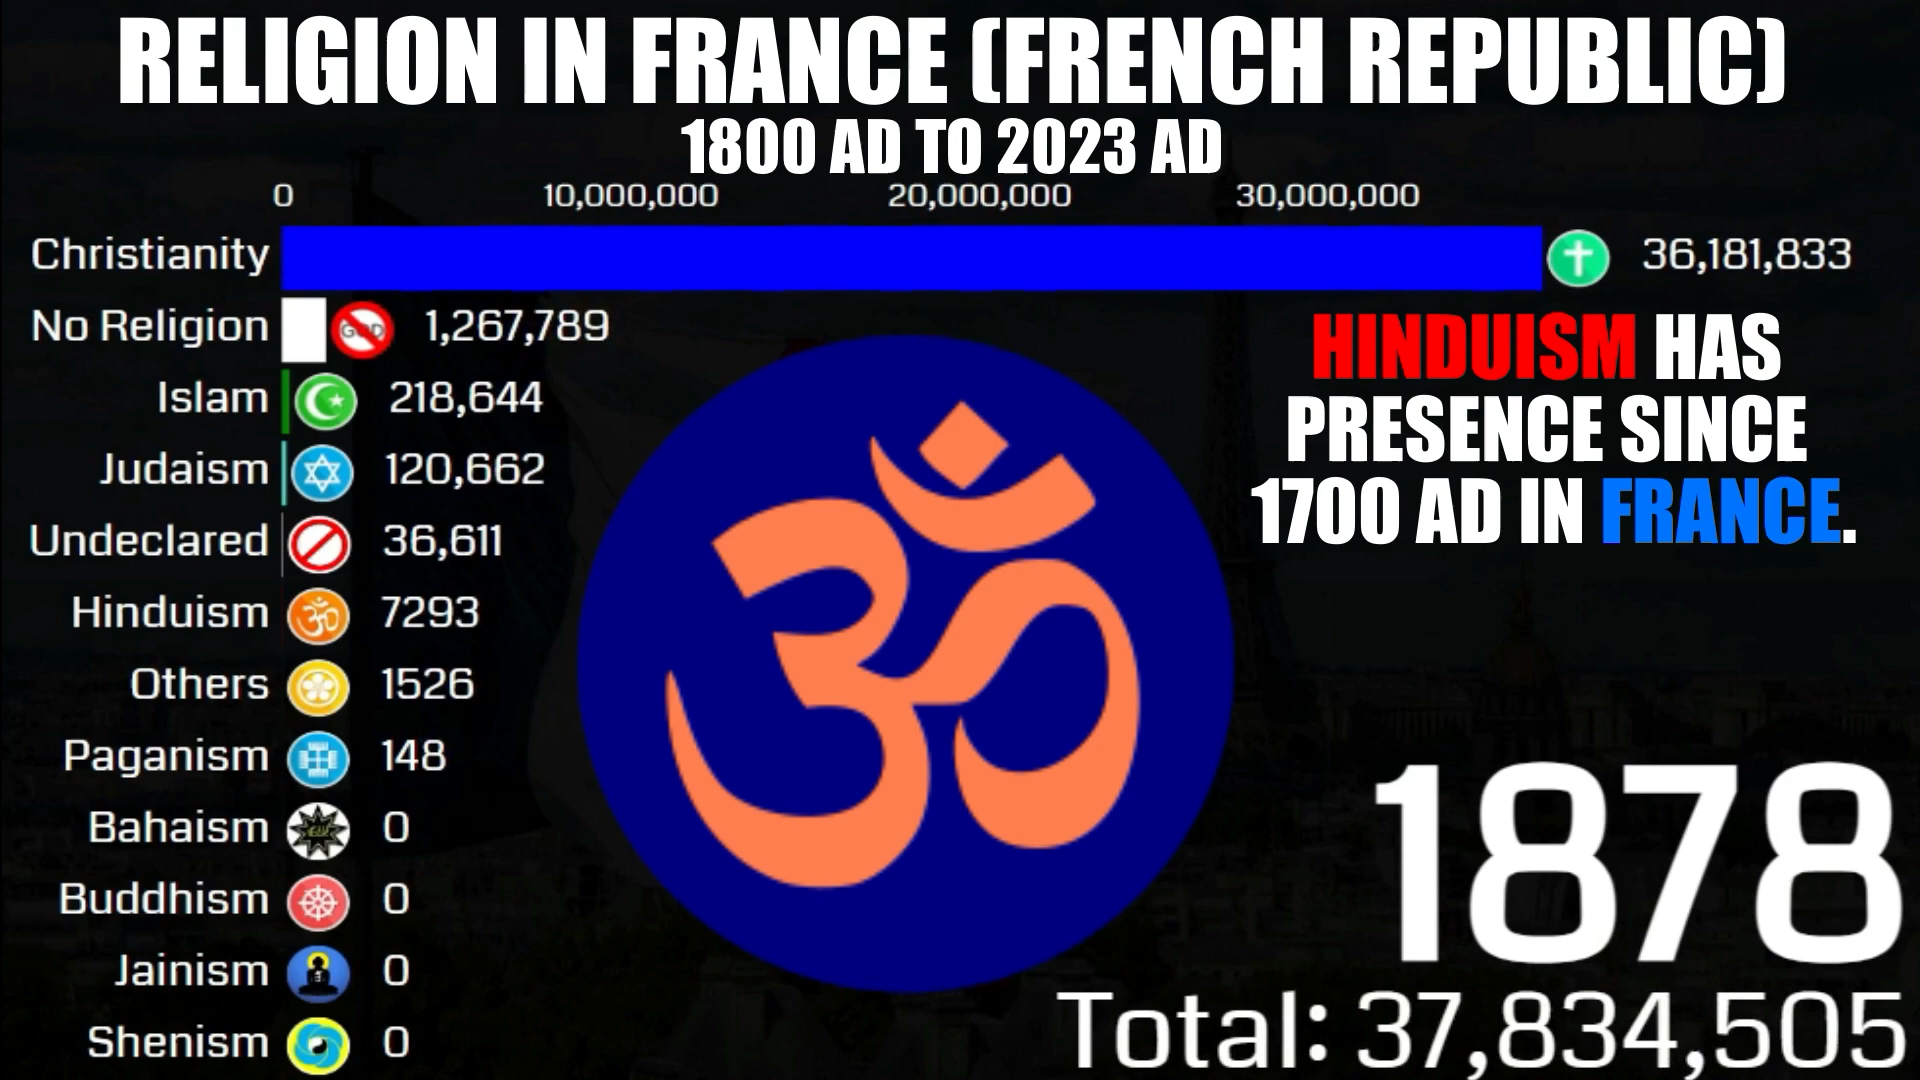 RELIGION IN FRANCE (FRENCH REPUBLIC)
1800 AD TO 2023 AD
0 10,000,000 20,000,000 30,000,000
Christianity 36,181,833
No Religion GOD 1,267,789
HINDUISM HAS
PRESENCE SINCE
1700 AD IN FRANCE.
Islam 218,644
Judaism 120,662
Undeclared 36,611
Hinduism ॐ 7293
Others 1526
Paganism 148
Bahaism 0
Buddhism 0
Jainism 0
Shenism 0
ॐ
1878
Total: 37,834,505